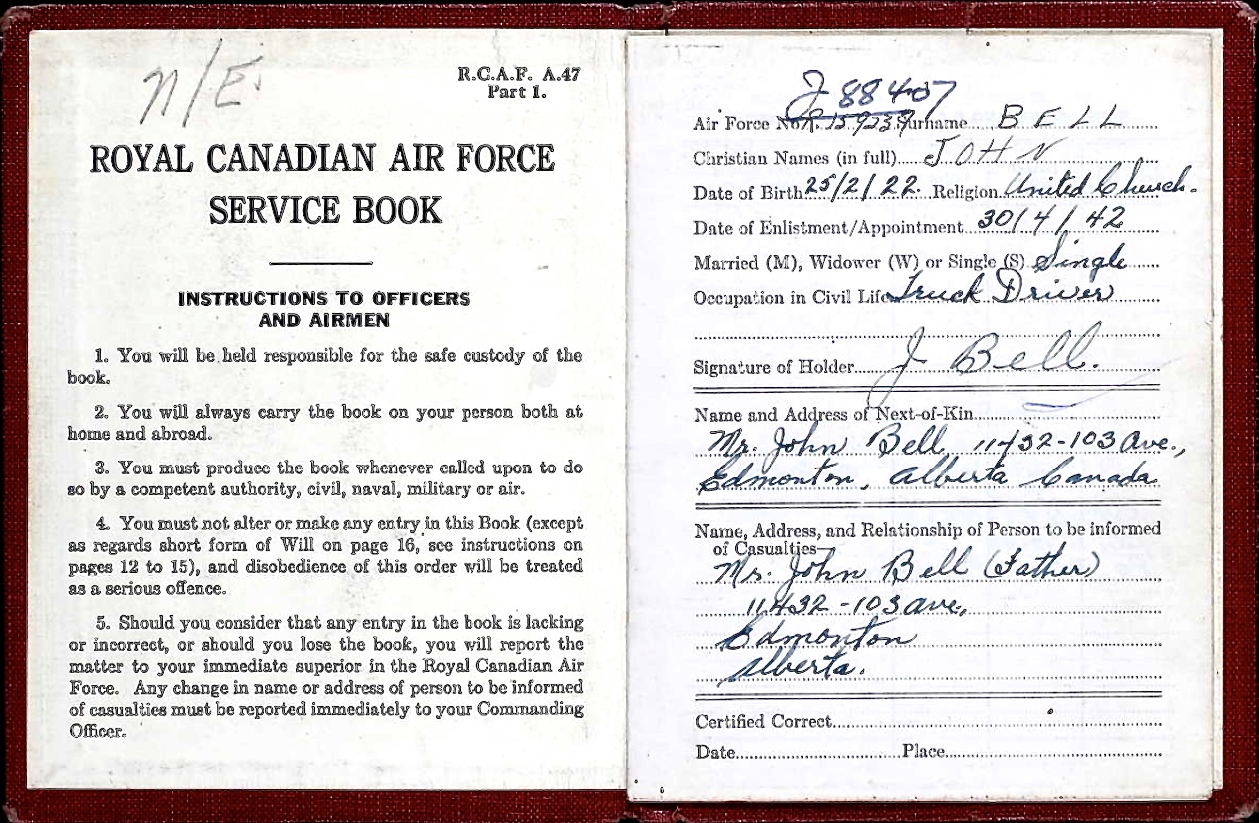 N/E.
R.C.A.F. A.47
Part 1.
ROYAL CANADIAN AIR FORCE
SERVICE BOOK
INSTRUCTIONS TO OFFICERS
AND AIRMEN
1. You will be held responsible for the safe custody of the
book.
2. You will always carry the book on your person both at
home and abroad.
3. You must produce the book whenever called upon to do
so by a competent authority, civil, naval, military or air.
4. You must not alter or make any entry in this Book (except
as regards short form of Will on page 16, see instructions on
pages 12 to 15), and disobedience of this order will be treated
as a serious offence.
5. Should you consider that any entry in the book is lacking
or incorrect, or should you lose the book, you will report the
matter to your immediate superior in the Royal Canadian Air
Force. Any change in name or address of person to be informed
of casualties must be reported immediately to your Commanding
Officer.
J 88407
Air Force No. Surname BELL
Christian Names (in full) JOHN
Date of Birth 25/2/22. Religion United Church.
Date of Enlistment/Appointment 30/4/42
Married (M), Widower (W) or Single (S) Single
Occupation in Civil Life Truck Driver
Signature of Holder J Bell.
Name and Address of Next-of-Kin
Mr. John Bell 11432-103 Ave.,
Edmonton, Alberta Canada
Name, Address, and Relationship of Person to be informed
of Casualties
Mr. John Bell (Father)
11432-103 Ave.,
Edmonton
Alberta.
Certified Correct
Date Place